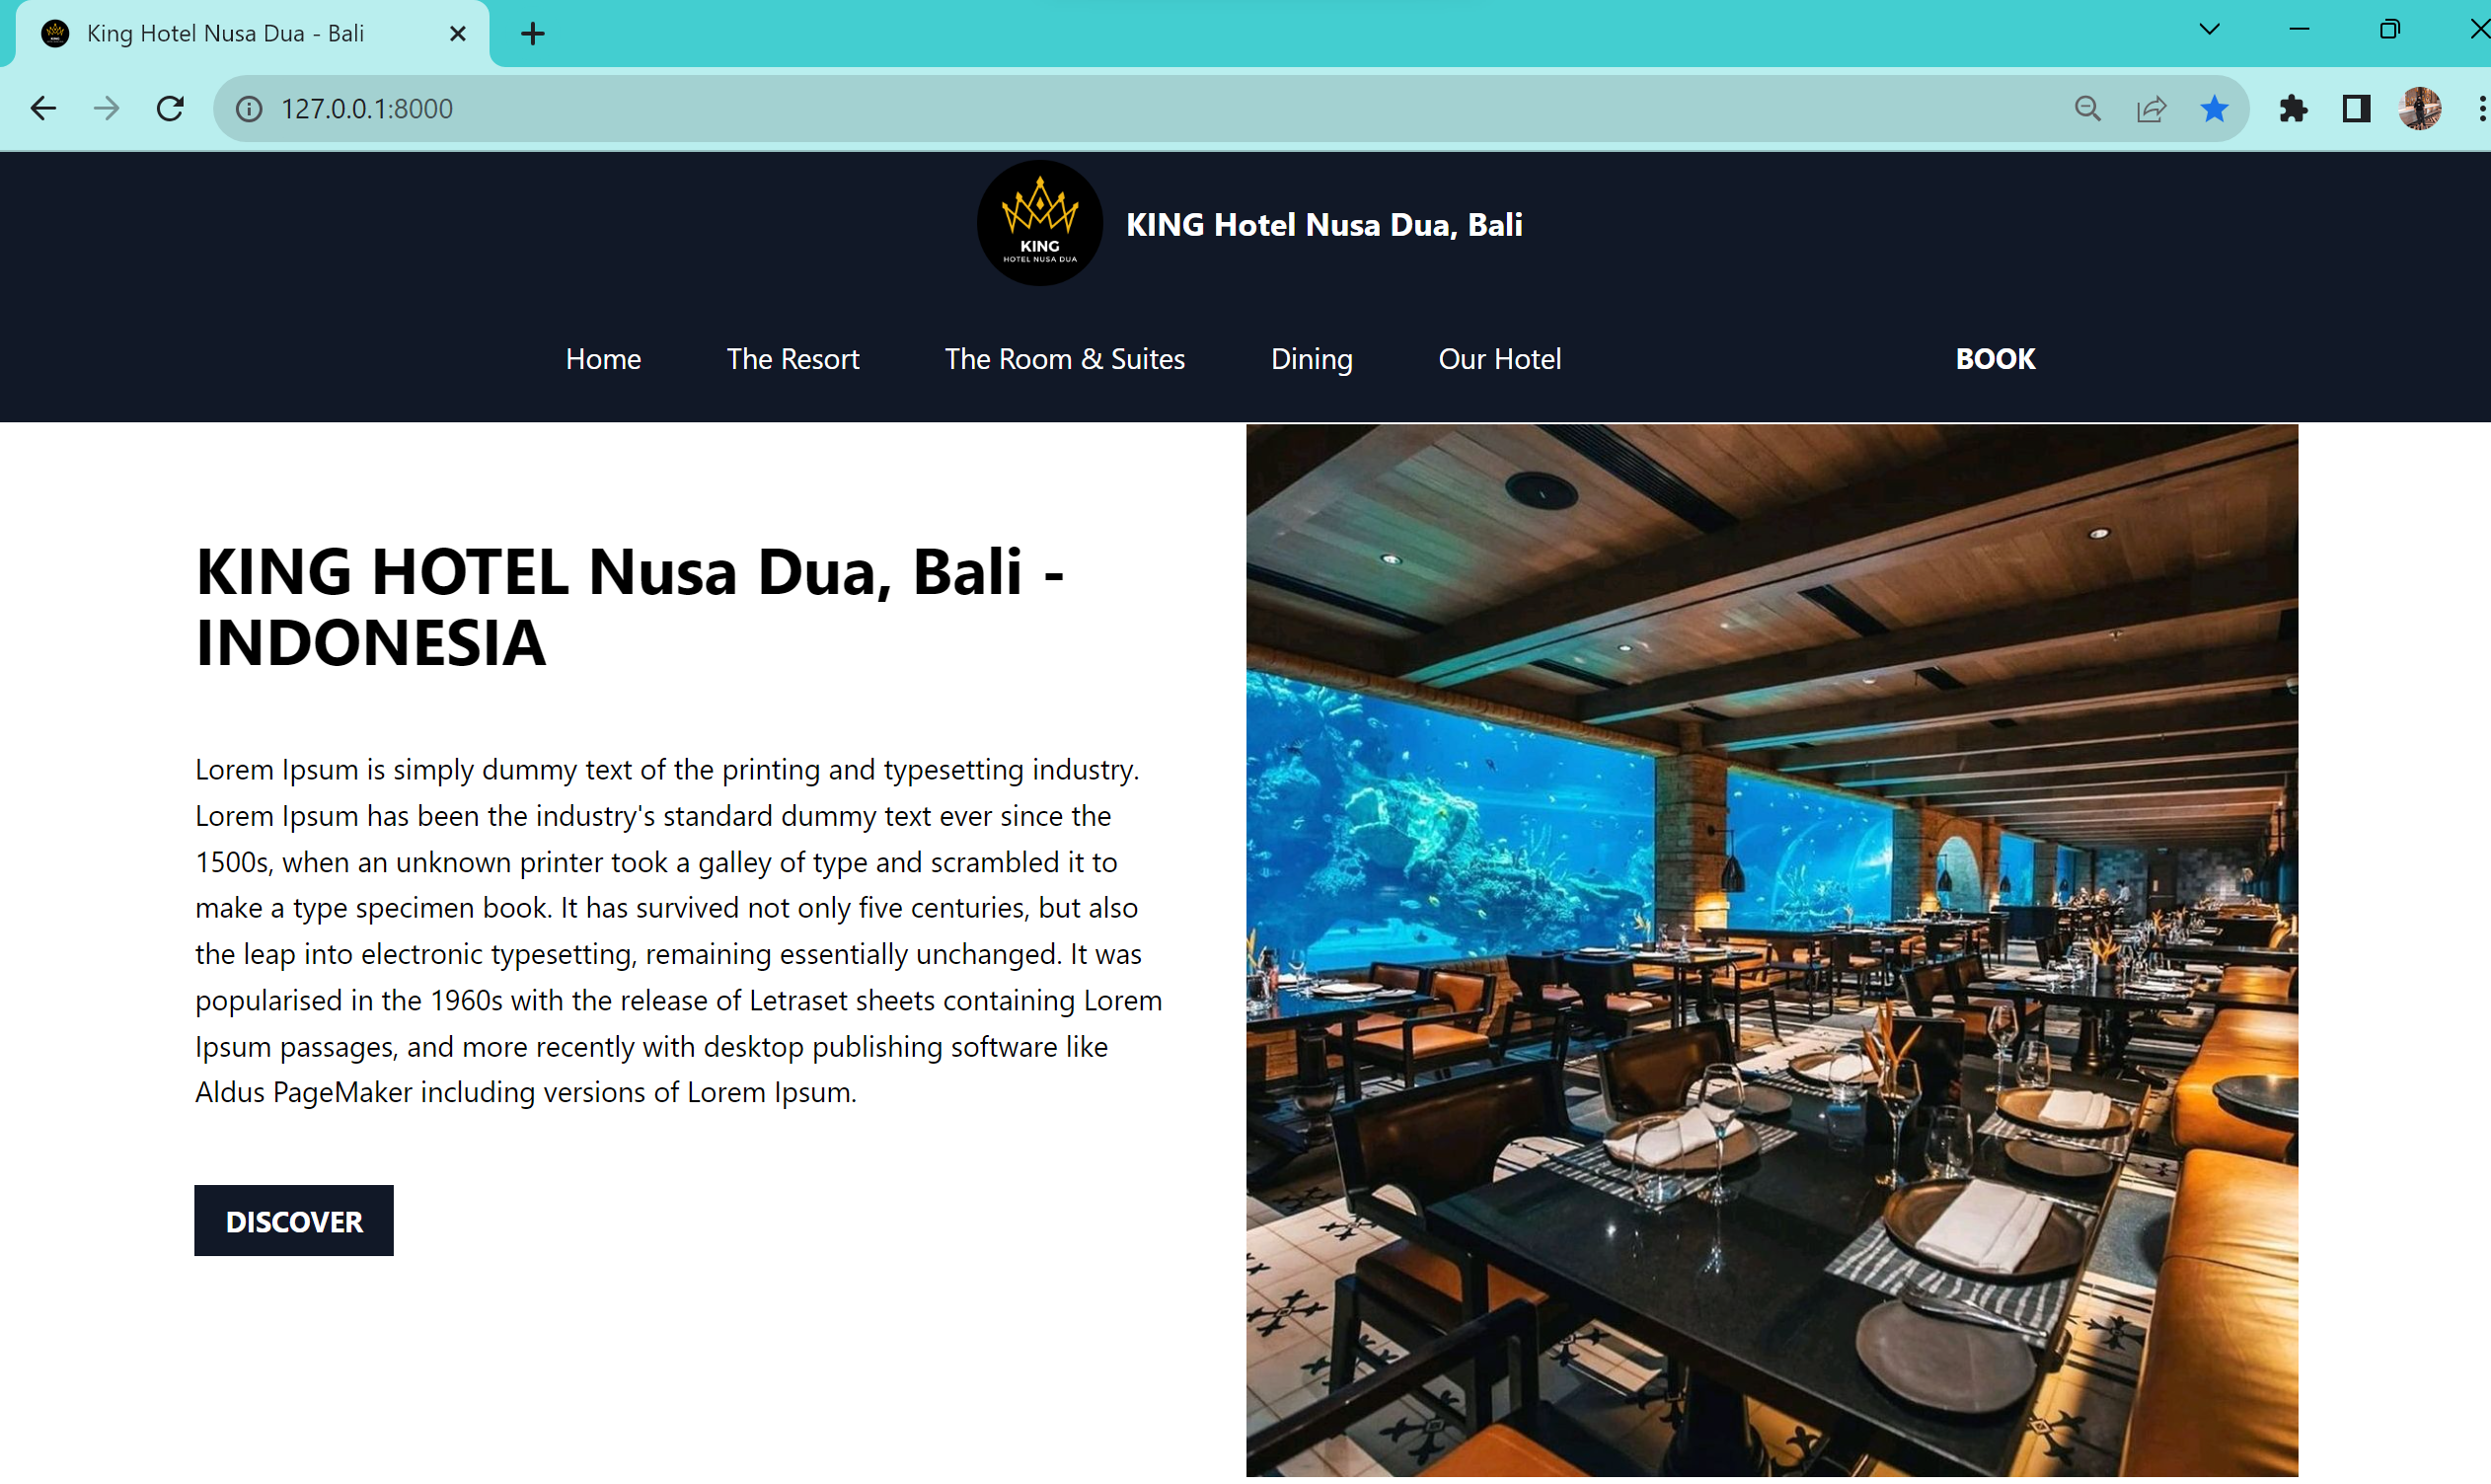 King Hotel Nusa Dua - Bali
127.0.0.1:8000
KING
HOTEL NUSA DUA
KING Hotel Nusa Dua, Bali
Home The Resort The Room & Suites Dining Our Hotel BOOK
KING HOTEL Nusa Dua, Bali -
INDONESIA
Lorem Ipsum is simply dummy text of the printing and typesetting industry.
Lorem Ipsum has been the industry's standard dummy text ever since the
1500s, when an unknown printer took a galley of type and scrambled it to
make a type specimen book. It has survived not only five centuries, but also
the leap into electronic typesetting, remaining essentially unchanged. It was
popularised in the 1960s with the release of Letraset sheets containing Lorem
Ipsum passages, and more recently with desktop publishing software like
Aldus PageMaker including versions of Lorem Ipsum.
DISCOVER